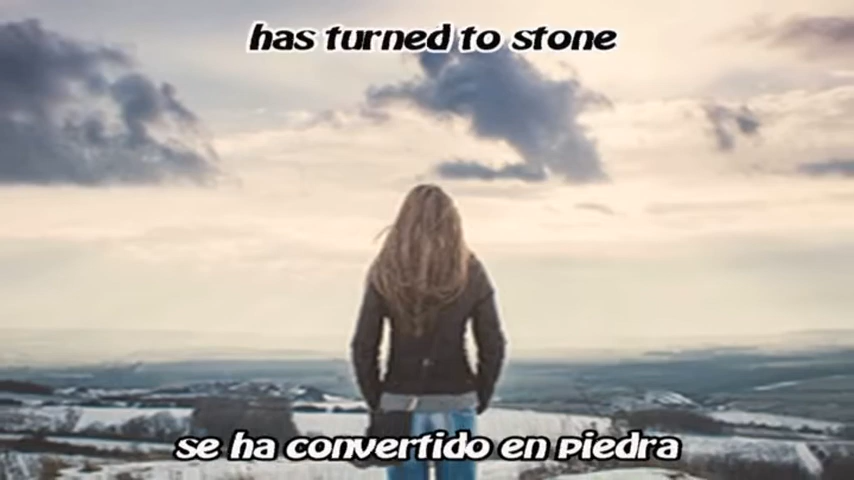 has turned to stone
se ha convertido en piedra